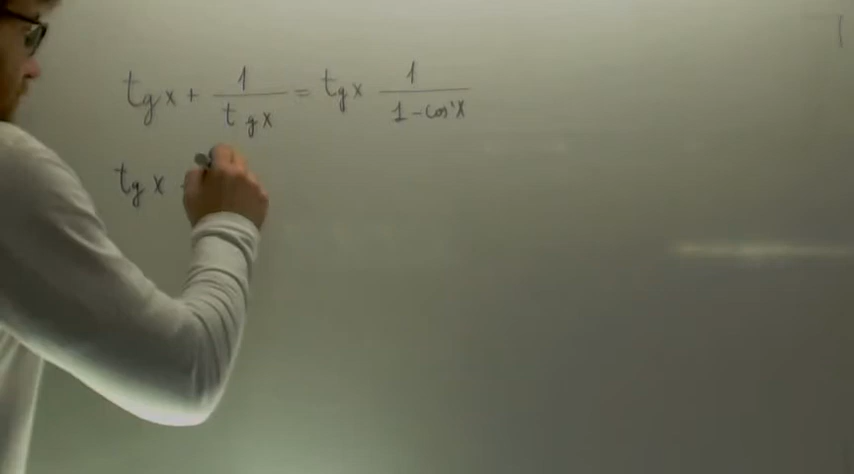 tg x + 1/tg x = tg x 1/1-cos²x
tg x